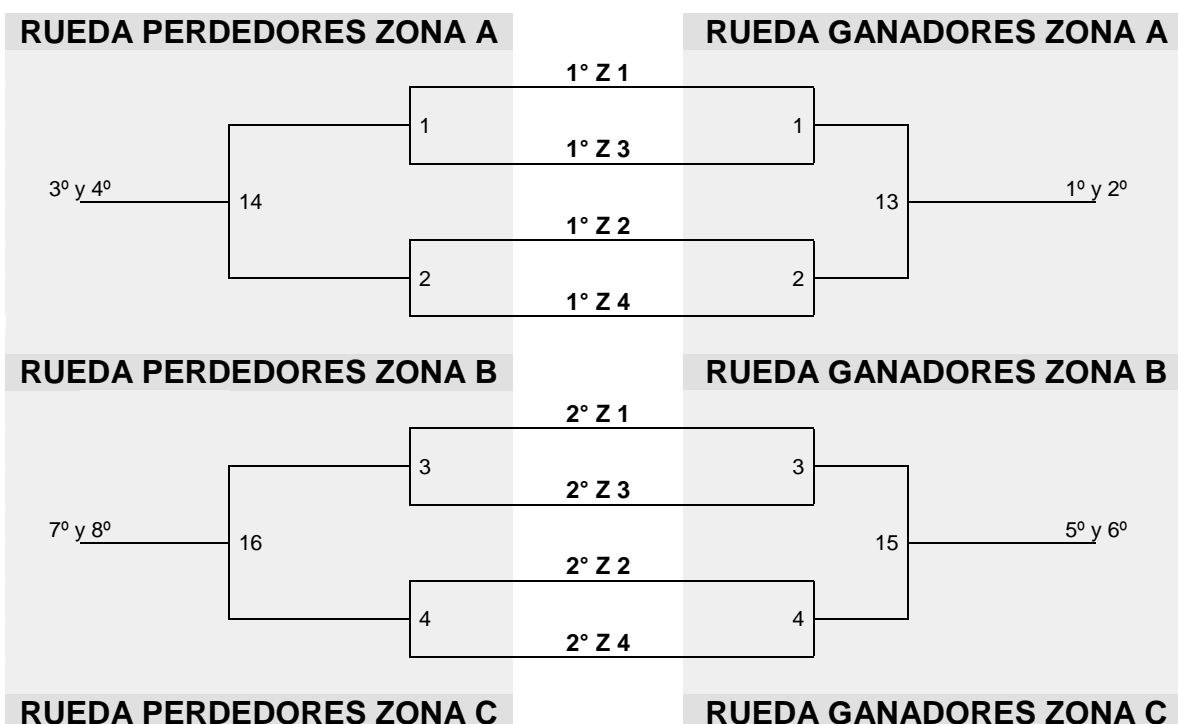 RUEDA PERDEDORES ZONA A RUEDA GANADORES ZONA A
1° Z 1
1 1
1° Z 3
3º y 4º 14 13 1º y 2º
1° Z 2
2 2
1° Z 4
RUEDA PERDEDORES ZONA B RUEDA GANADORES ZONA B
2° Z 1
3 3
2° Z 3
7º y 8º 16 15 5º y 6º
2° Z 2
4 4
2° Z 4
RUEDA PERDEDORES ZONA C RUEDA GANADORES ZONA C